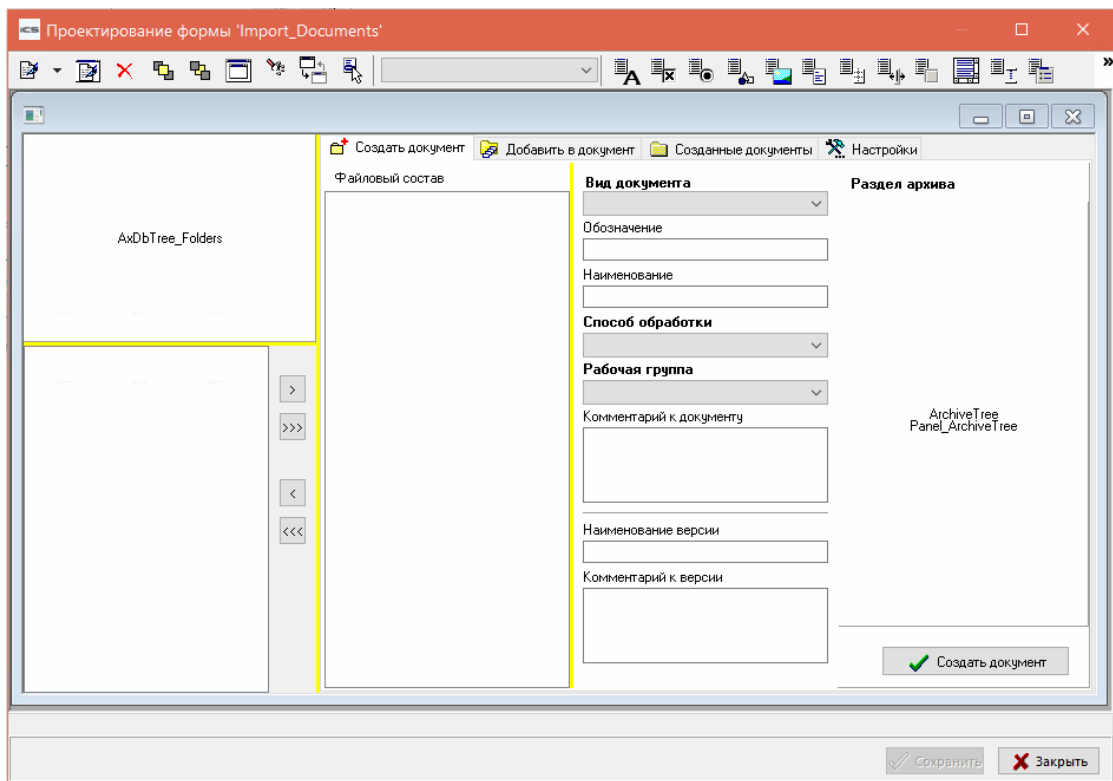 iCS Проектирование формы 'Import_Documents'
Создать документ Добавить в документ Созданные документы Настройки
AxDbTree_Folders
>
>>>
<
<<<
Файловый состав
Вид документа
Обозначение
Наименование
Способ обработки
Рабочая группа
Комментарий к документу
Наименование версии
Комментарий к версии
Раздел архива
ArchiveTree
Panel_ArchiveTree
Создать документ
Сохранить Закрыть